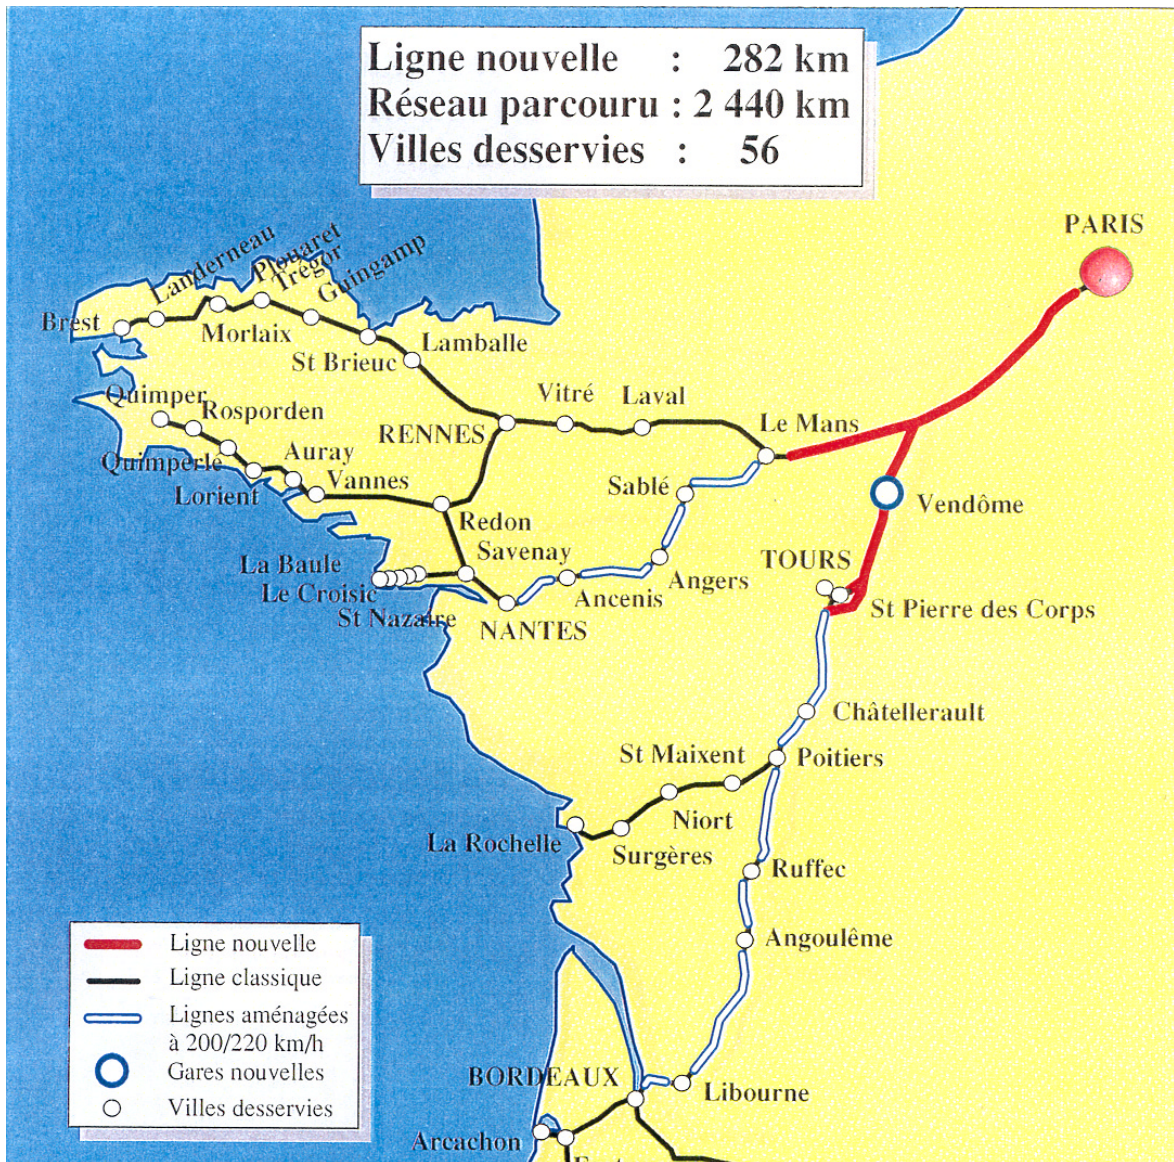 Ligne nouvelle : 282 km
Réseau parcouru : 2 440 km
Villes desservies : 56
PARIS
Landerneau
Plouaret
Trégor
Guingamp
Brest
Morlaix
St Brieuc
Lamballe
Vitré
Laval
Le Mans
Quimper
Rosporden
RENNES
Quimperlé
Auray
Lorient
Vannes
Sablé
Vendôme
Redon
Savenay
La Baule
Le Croisic
St Nazaire
NANTES
Ancenis
Angers
TOURS
St Pierre des Corps
Châtellerault
St Maixent
Poitiers
Niort
La Rochelle
Surgères
Ruffec
Angoulême
BORDEAUX
Libourne
Arcachon
Ligne nouvelle
Ligne classique
Lignes aménagées
à 200/220 km/h
Gares nouvelles
Villes desservies